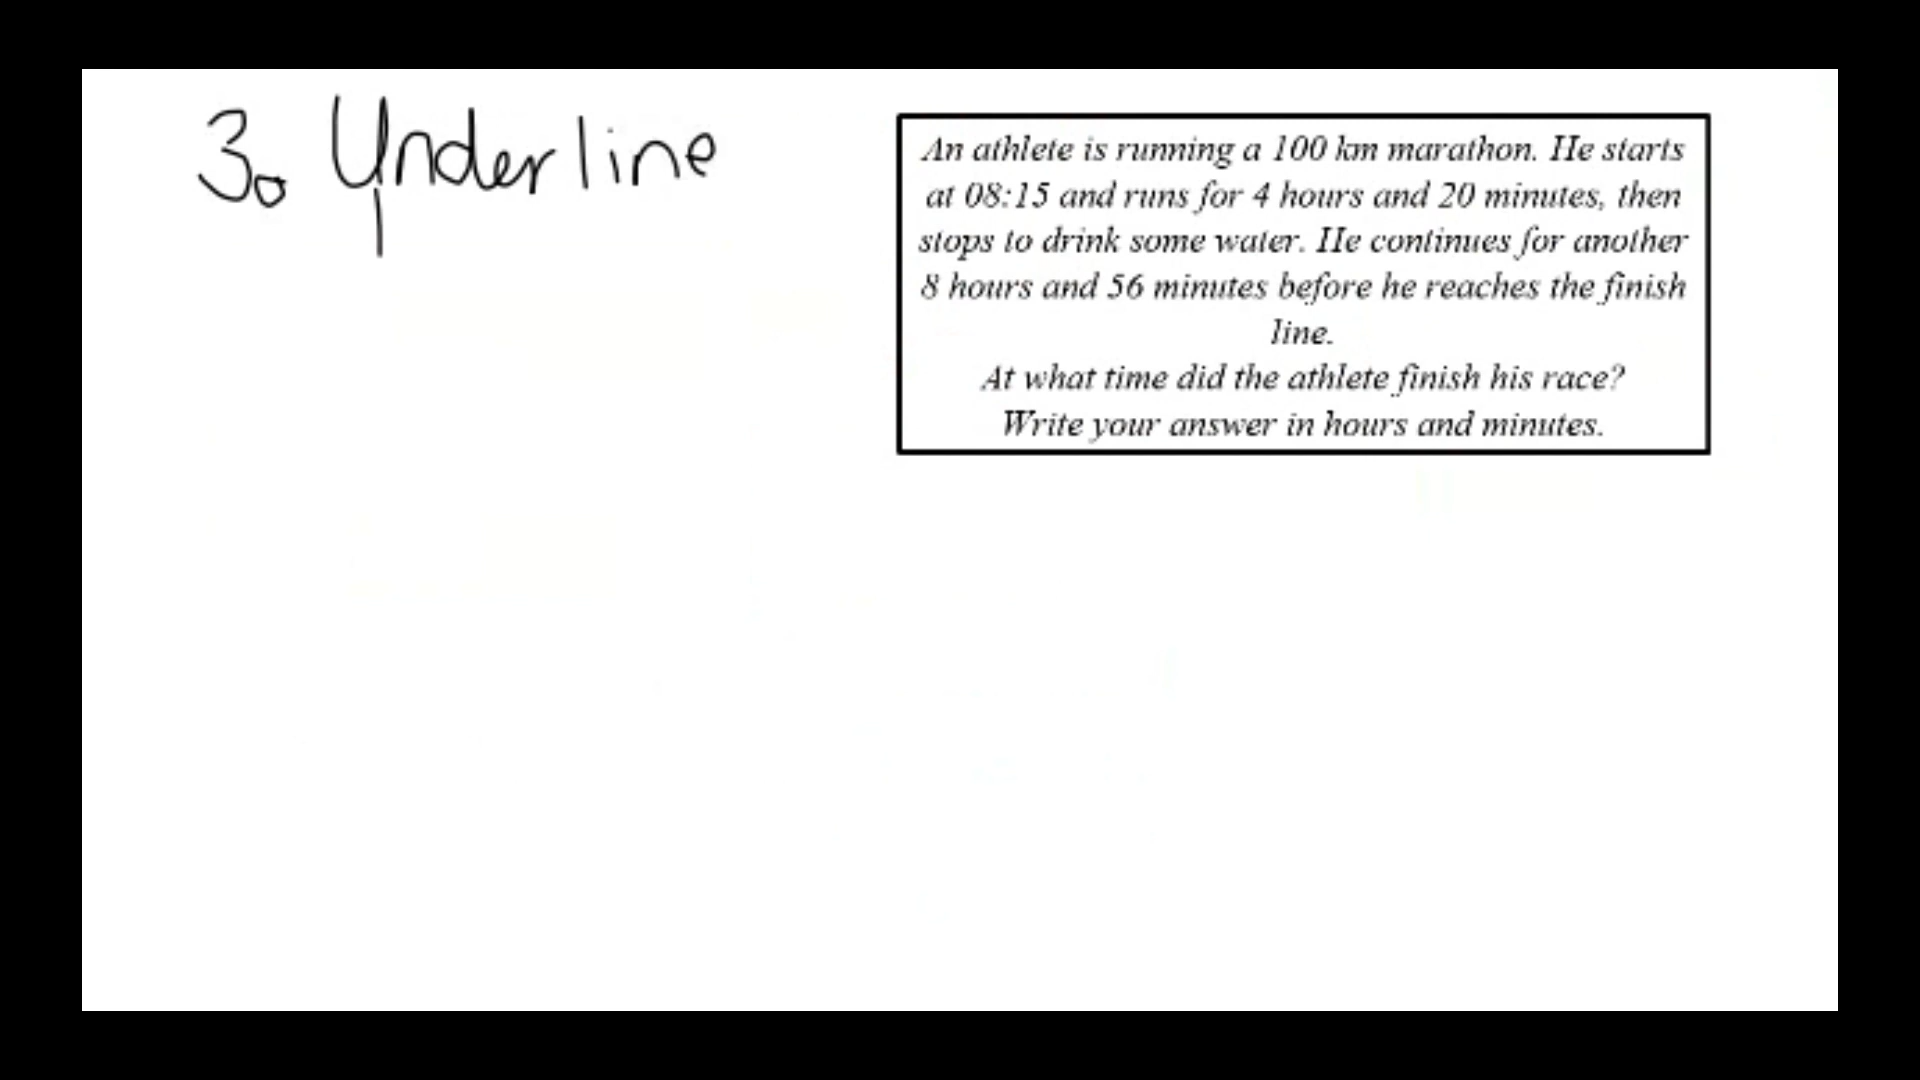 3. Underline
An athlete is running a 100 km marathon. He starts
at 08:15 and runs for 4 hours and 20 minutes, then
stops to drink some water. He continues for another
8 hours and 56 minutes before he reaches the finish
line.
At what time did the athlete finish his race?
Write your answer in hours and minutes.